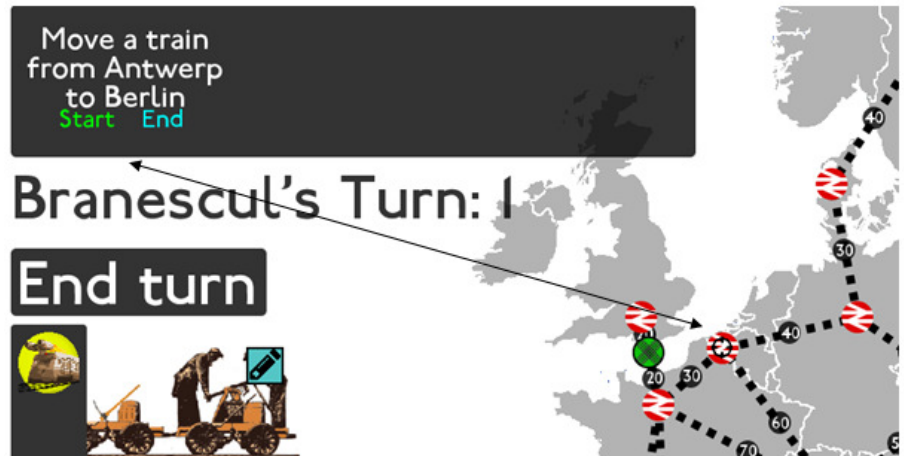 Move a train
from Antwerp
to Berlin
Start End
Branescul's Turn: 1
End turn
40
30
40
20
30
60
70